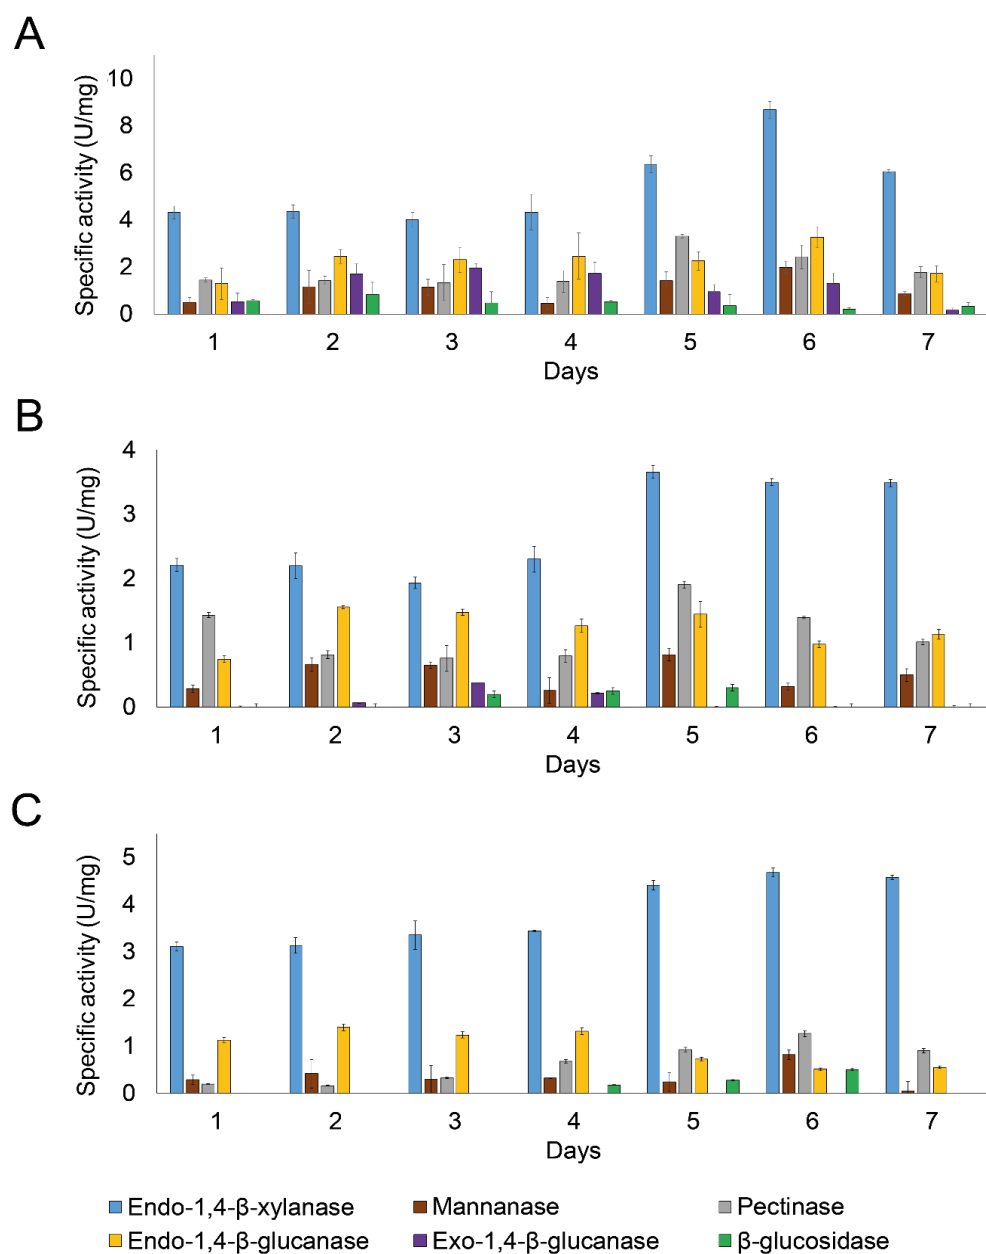 A
Specific activity (U/mg)
10
8
6
4
2
0
1 2 3 4 5 6 7
Days
B
Specific activity (U/mg)
4
3
2
1
0
1 2 3 4 5 6 7
Days
C
Specific activity (U/mg)
5
4
3
2
1
0
1 2 3 4 5 6 7
Days
Endo-1,4-β-xylanase Mannanase Pectinase
Endo-1,4-β-glucanase Exo-1,4-β-glucanase β-glucosidase